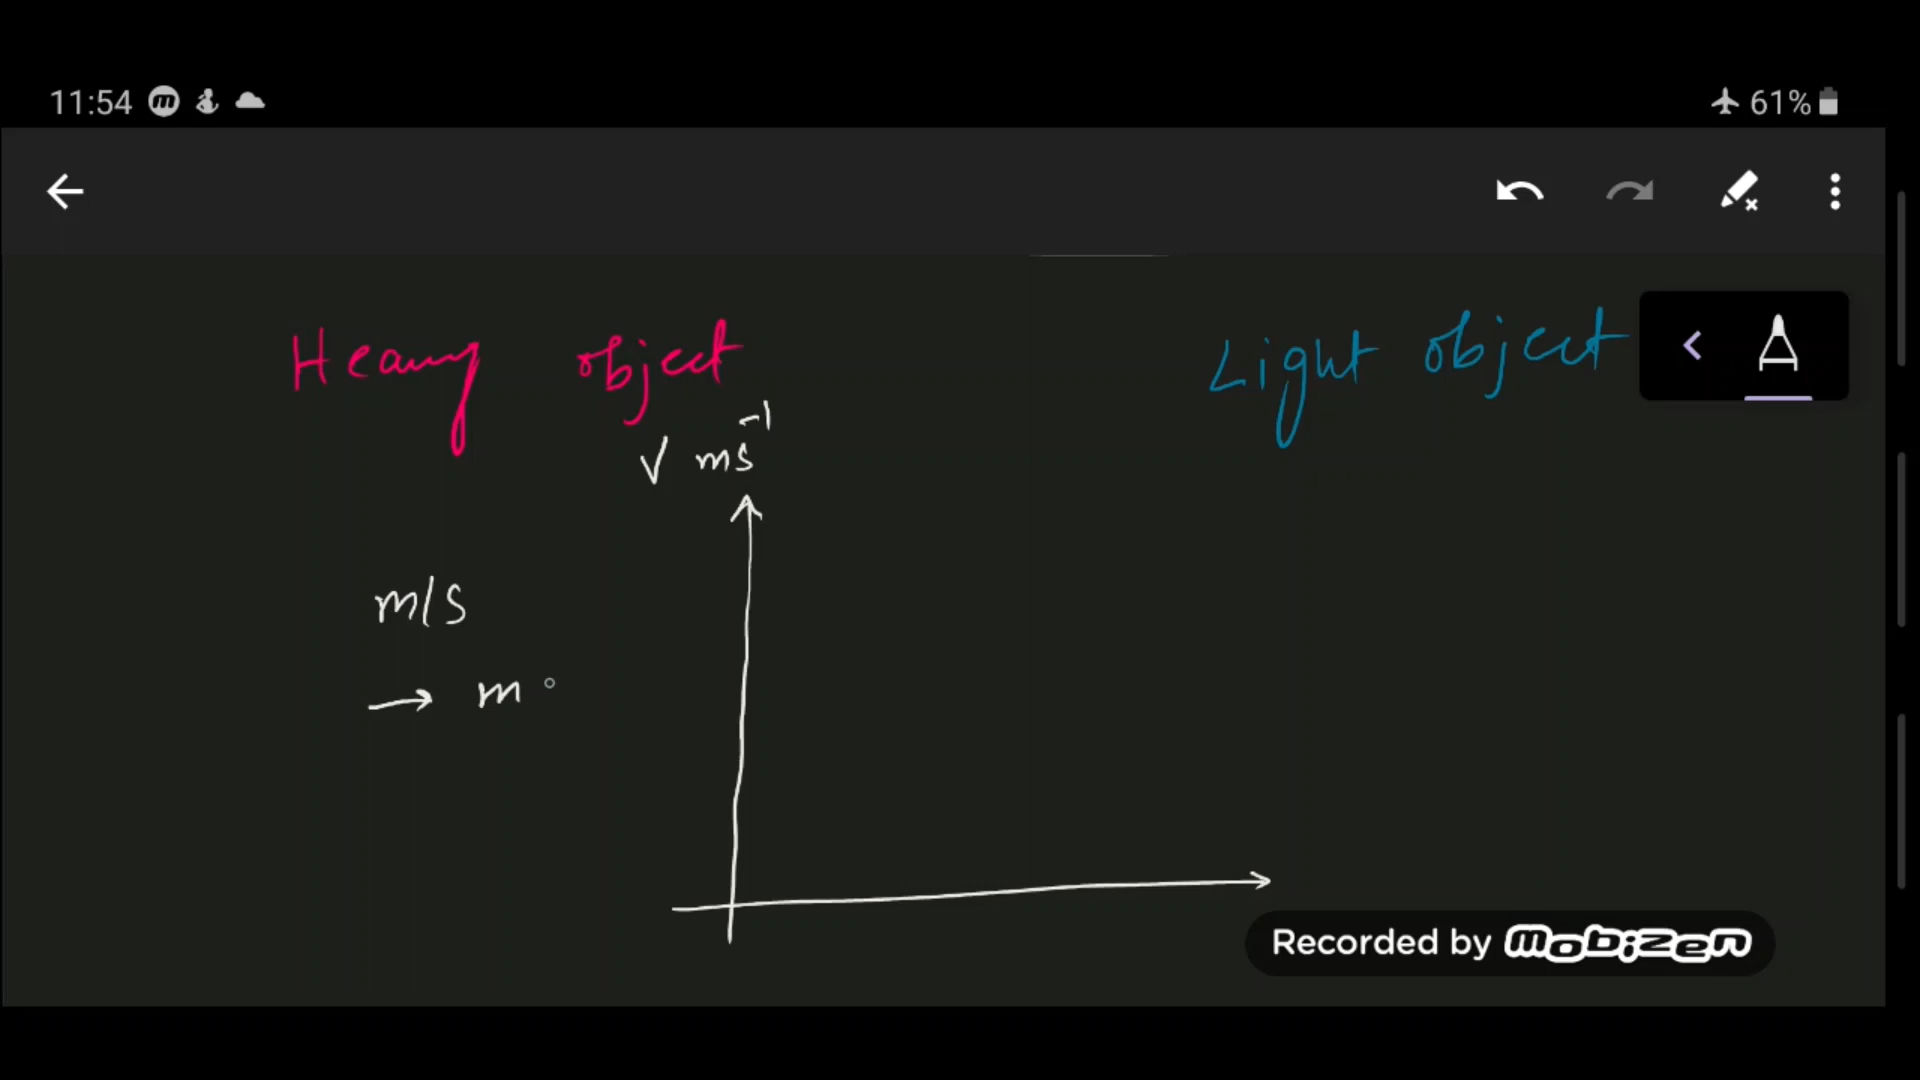 11:54
61%
Heavy object
Light object
V ms⁻¹
m/s
→ m
Recorded by mobizen